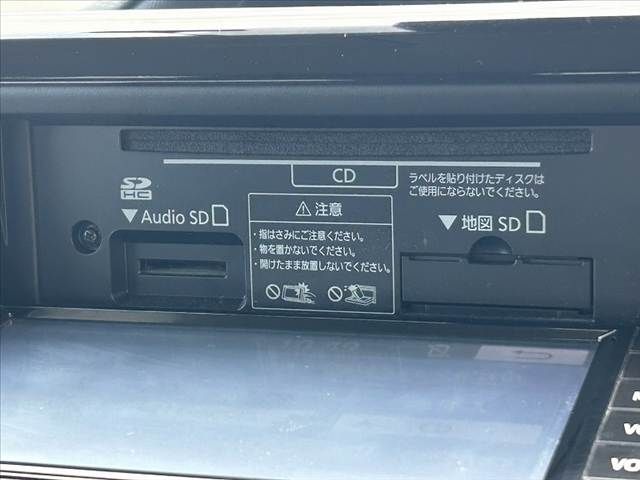 CD
ラベルを貼り付けたディスクは
ご使用にならないでください。
SD
HC
▼Audio SD
⚠注意
・指はさみにご注意ください。
・物を置かないでください。
・開けたまま放置しないでください。
▼地図 SD
VO